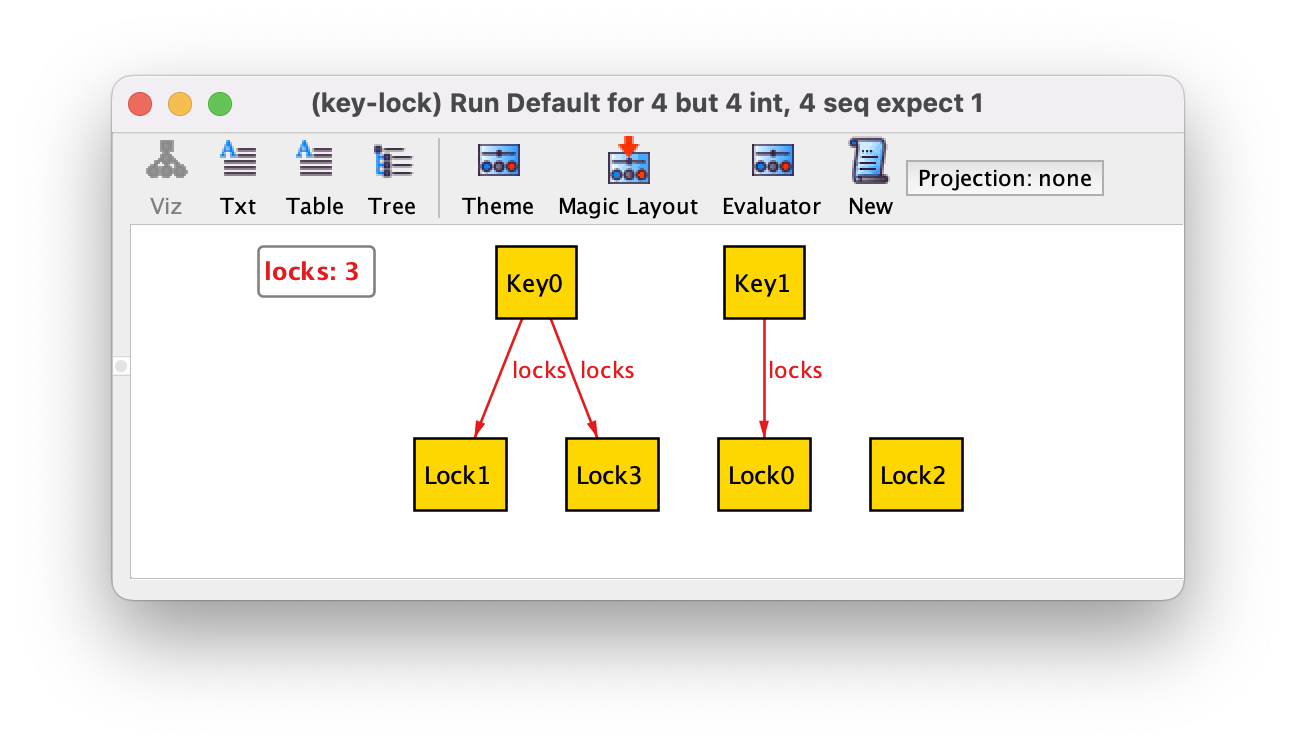 (key-lock) Run Default for 4 but 4 int, 4 seq expect 1
Viz Txt Table Tree Theme Magic Layout Evaluator New Projection: none
locks: 3
Key0 Key1
locks locks locks
Lock1 Lock3 Lock0 Lock2